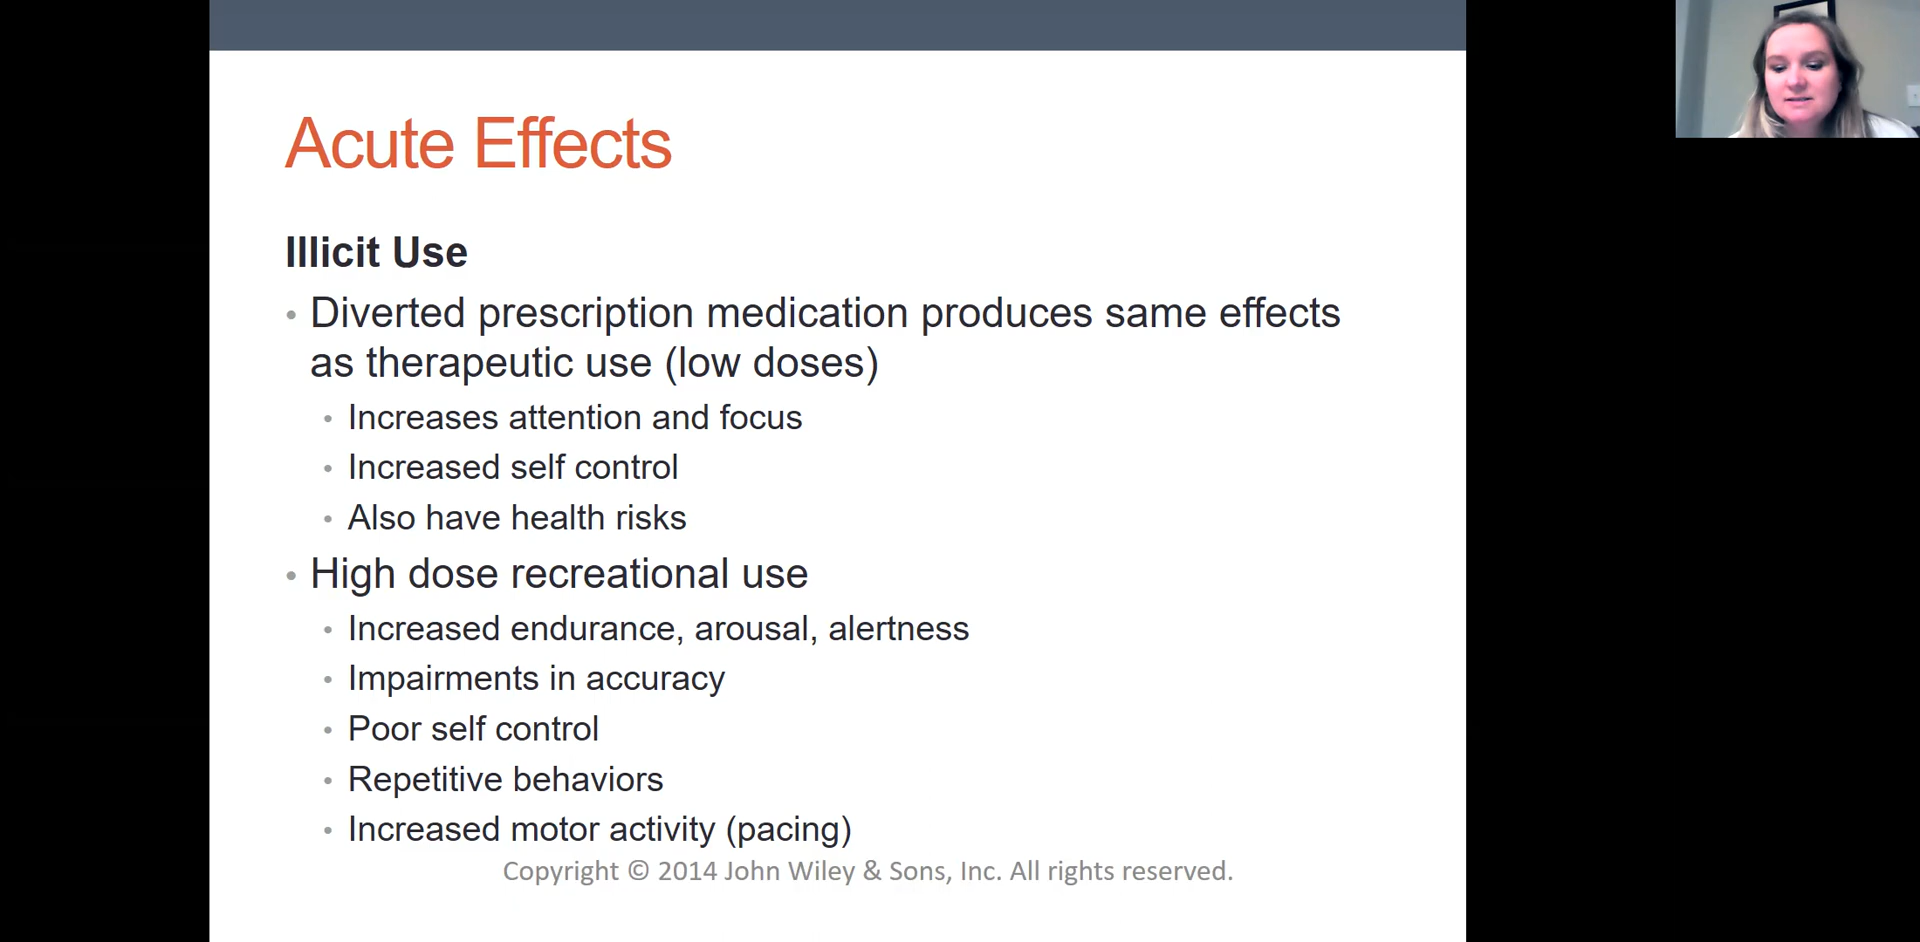 Acute Effects
Illicit Use
• Diverted prescription medication produces same effects
as therapeutic use (low doses)
• Increases attention and focus
• Increased self control
• Also have health risks
• High dose recreational use
• Increased endurance, arousal, alertness
• Impairments in accuracy
• Poor self control
• Repetitive behaviors
• Increased motor activity (pacing)
Copyright © 2014 John Wiley & Sons, Inc. All rights reserved.